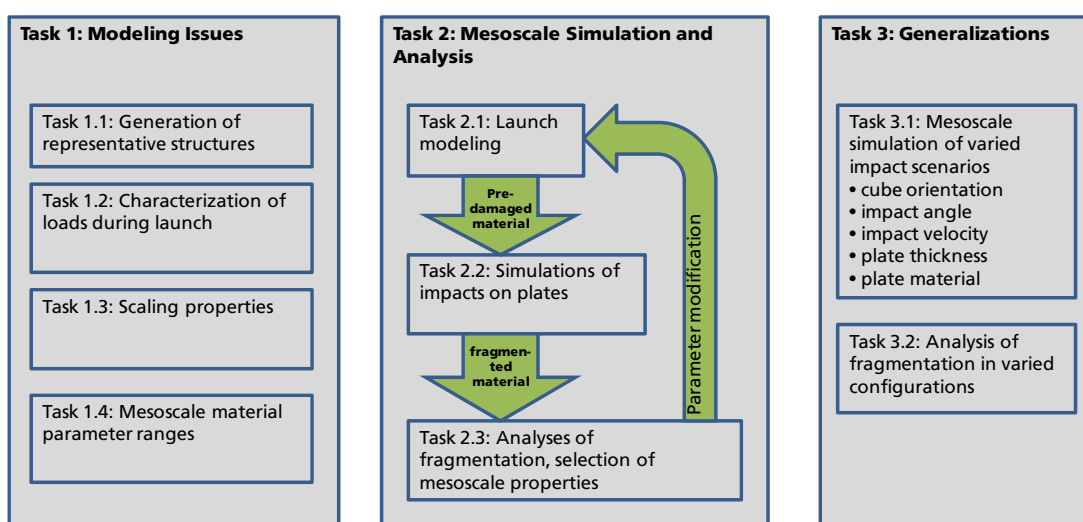 Task 1: Modeling Issues
Task 1.1: Generation of
representative structures
Task 1.2: Characterization of
loads during launch
Task 1.3: Scaling properties
Task 1.4: Mesoscale material
parameter ranges
Task 2: Mesoscale Simulation and
Analysis
Task 2.1: Launch
modeling
Pre-
damaged
material
Task 2.2: Simulations of
impacts on plates
fragmen-
ted
material
Task 2.3: Analyses of
fragmentation, selection of
mesoscale properties
Parameter modification
Task 3: Generalizations
Task 3.1: Mesoscale
simulation of varied
impact scenarios
• cube orientation
• impact angle
• impact velocity
• plate thickness
• plate material
Task 3.2: Analysis of
fragmentation in varied
configurations